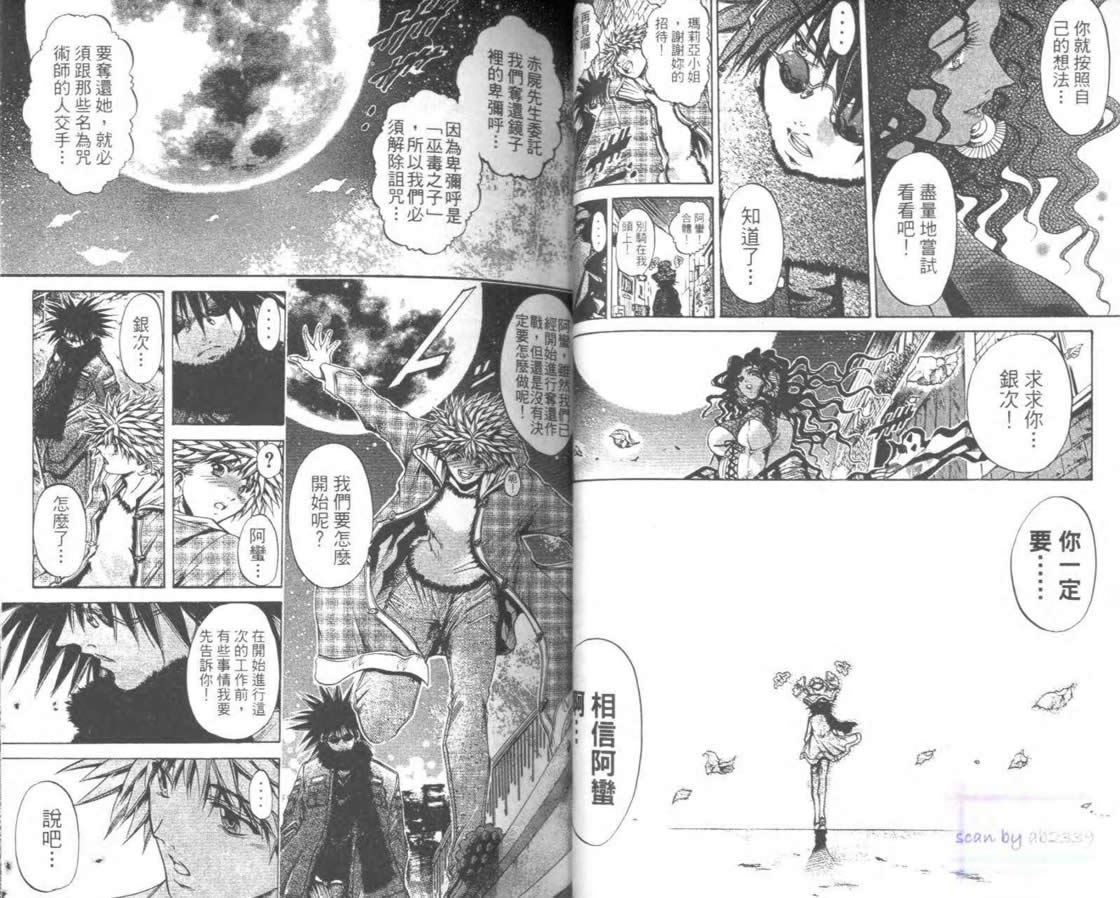 你就按照自
己的想法…
盡量地嘗試
看看吧！
…
知道了…
瑪莉亞小姐
，謝謝妳的
招待！
再見囉！
阿蠻！
合體！
別騎在我
頭上！
…
求求你…
銀次！
你一定
要……
相信阿蠻
啊…
赤屍先生委託
我們奪還鏡子
裡的卑彌呼…
因為卑彌呼是
「巫毒之子」
，所以我們必
須解除詛咒…
要奪還她，就必
須跟那些名為咒
術師的人交手…
阿蠻，雖然我們已
經開始進行奪還作
戰，但還是沒有決
定要怎麼做呢！
呃…
我們要怎麼
開始呢？
…
銀次…
？
阿蠻…
怎麼了…
在開始進行這
次的工作前，
有些事情我要
先告訴你！
…
說吧…
scan by ab2339